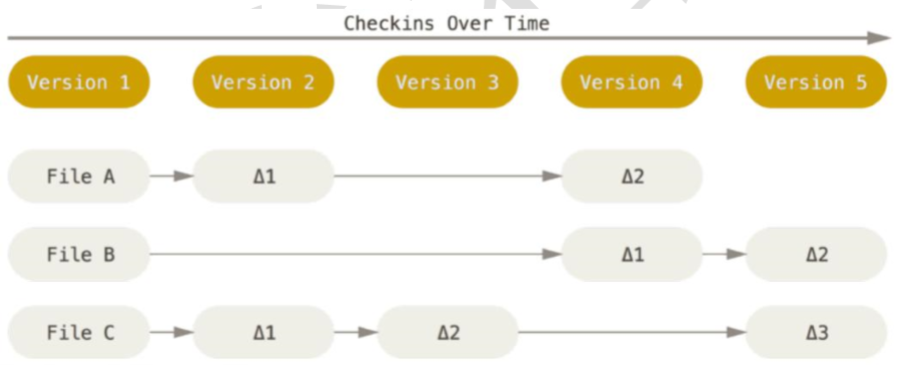 Checkins Over Time
Version 1 Version 2 Version 3 Version 4 Version 5
File A Δ1 Δ2
File B Δ1 Δ2
File C Δ1 Δ2 Δ3